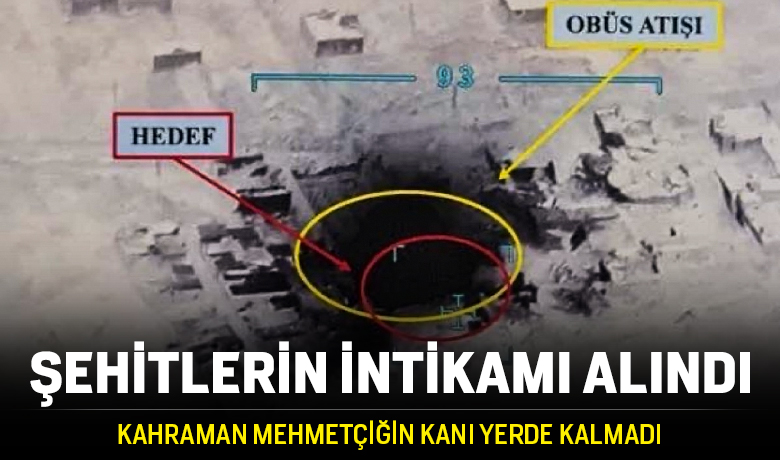 OBÜS ATIŞI
93
HEDEF
ŞEHİTLERİN İNTİKAMI ALINDI
KAHRAMAN MEHMETÇİĞİN KANI YERDE KALMADI